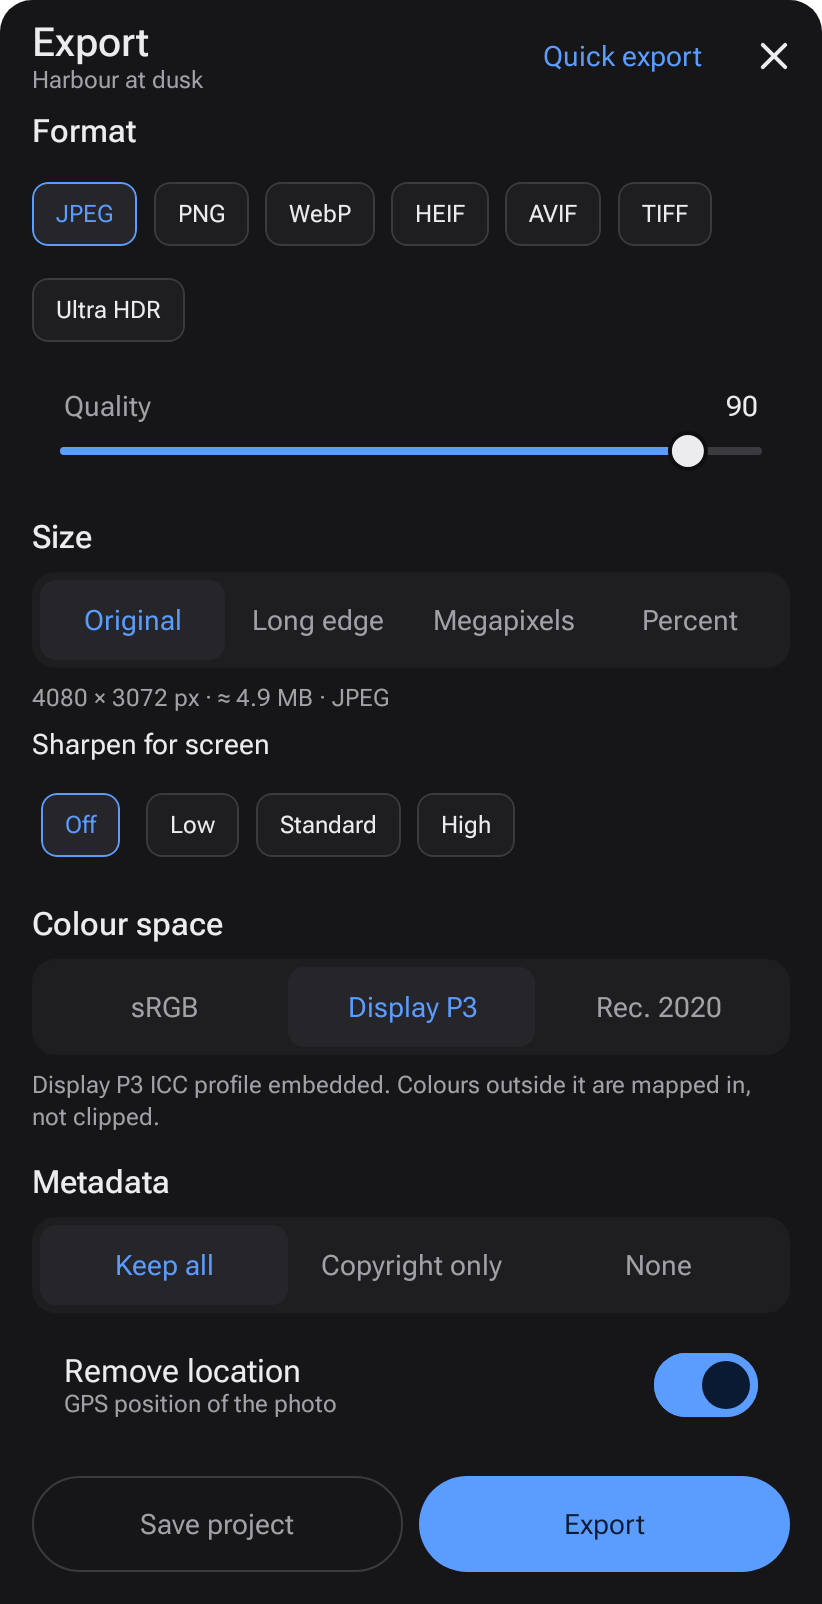 Export
Quick export
Harbour at dusk
Format
JPEG PNG WebP HEIF AVIF TIFF
Ultra HDR
Quality 90
Size
Original Long edge Megapixels Percent
4080 × 3072 px · ≈ 4.9 MB · JPEG
Sharpen for screen
Off Low Standard High
Colour space
sRGB Display P3 Rec. 2020
Display P3 ICC profile embedded. Colours outside it are mapped in,
not clipped.
Metadata
Keep all Copyright only None
Remove location
GPS position of the photo
Save project Export